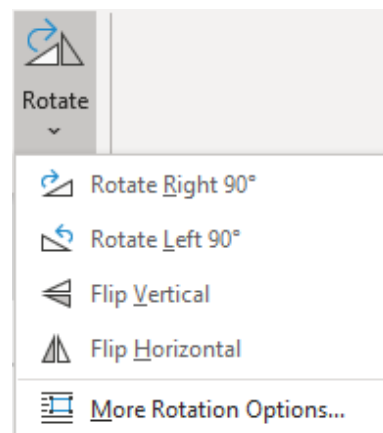 Rotate
Rotate Right 90°
Rotate Left 90°
Flip Vertical
Flip Horizontal
More Rotation Options...